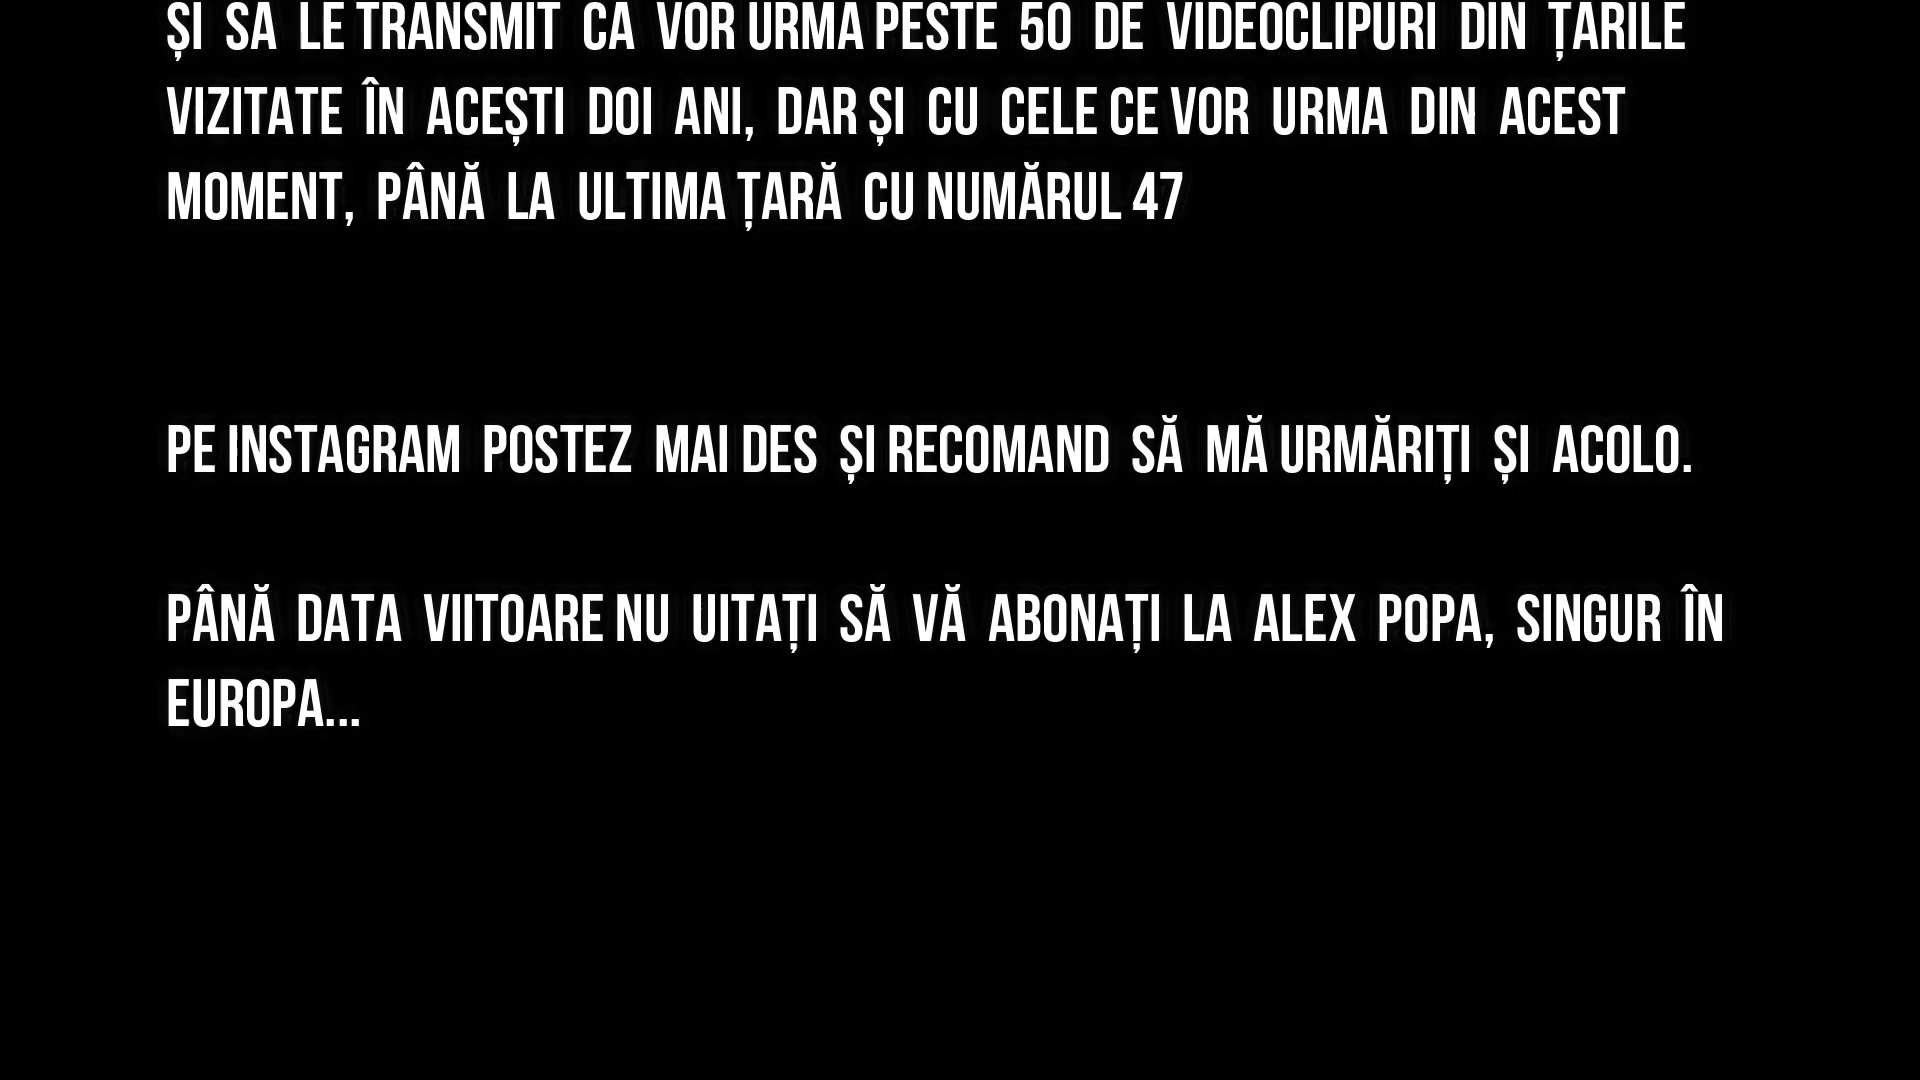 ȘI SĂ LE TRANSMIT CĂ VOR URMA PESTE 50 DE VIDEOCLIPURI DIN ȚĂRILE
VIZITATE ÎN ACEȘTI DOI ANI, DAR ȘI CU CELE CE VOR URMA DIN ACEST
MOMENT, PÂNĂ LA ULTIMA ȚARĂ CU NUMĂRUL 47
PE INSTAGRAM POSTEZ MAI DES ȘI RECOMAND SĂ MĂ URMĂRIȚI ȘI ACOLO.
PÂNĂ DATA VIITOARE NU UITAȚI SĂ VĂ ABONAȚI LA ALEX POPA, SINGUR ÎN
EUROPA...